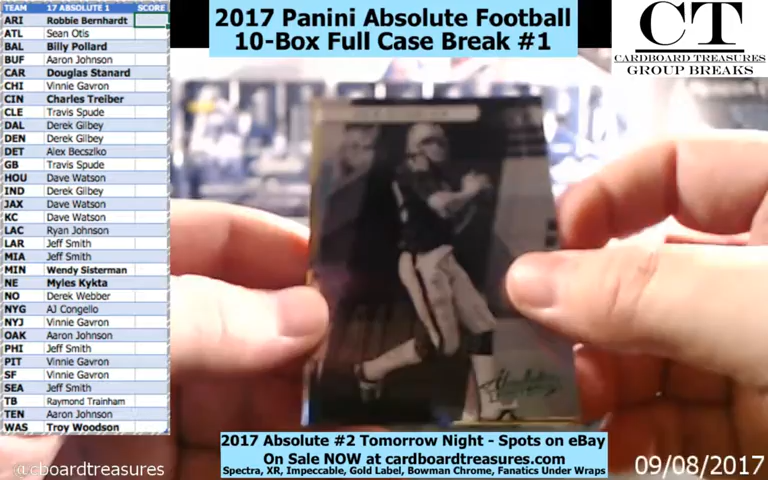 TEAM 17 ABSOLUTE 1 SCORE
ARI Robbie Bernhardt
ATL Sean Otis
BAL Billy Pollard
BUF Aaron Johnson
CAR Douglas Stanard
CHI Vinnie Gavron
CIN Charles Treiber
CLE Travis Spude
DAL Derek Gilbey
DEN Derek Gilbey
DET Alex Becszlko
GB Travis Spude
HOU Dave Watson
IND Derek Gilbey
JAX Dave Watson
KC Dave Watson
LAC Ryan Johnson
LAR Jeff Smith
MIA Jeff Smith
MIN Wendy Sisterman
NE Myles Kykta
NO Derek Webber
NYG AJ Congello
NYJ Vinnie Gavron
OAK Aaron Johnson
PHI Jeff Smith
PIT Vinnie Gavron
SF Vinnie Gavron
SEA Jeff Smith
TB Raymond Trainham
TEN Aaron Johnson
WAS Troy Woodson
2017 Panini Absolute Football
10-Box Full Case Break #1
CT
CARDBOARD TREASURES
GROUP BREAKS
2017 Absolute #2 Tomorrow Night - Spots on eBay
On Sale NOW at cardboardtreasures.com
Spectra, XR, Impeccable, Gold Label, Bowman Chrome, Fanatics Under Wraps
@cboardtreasures
09/08/2017